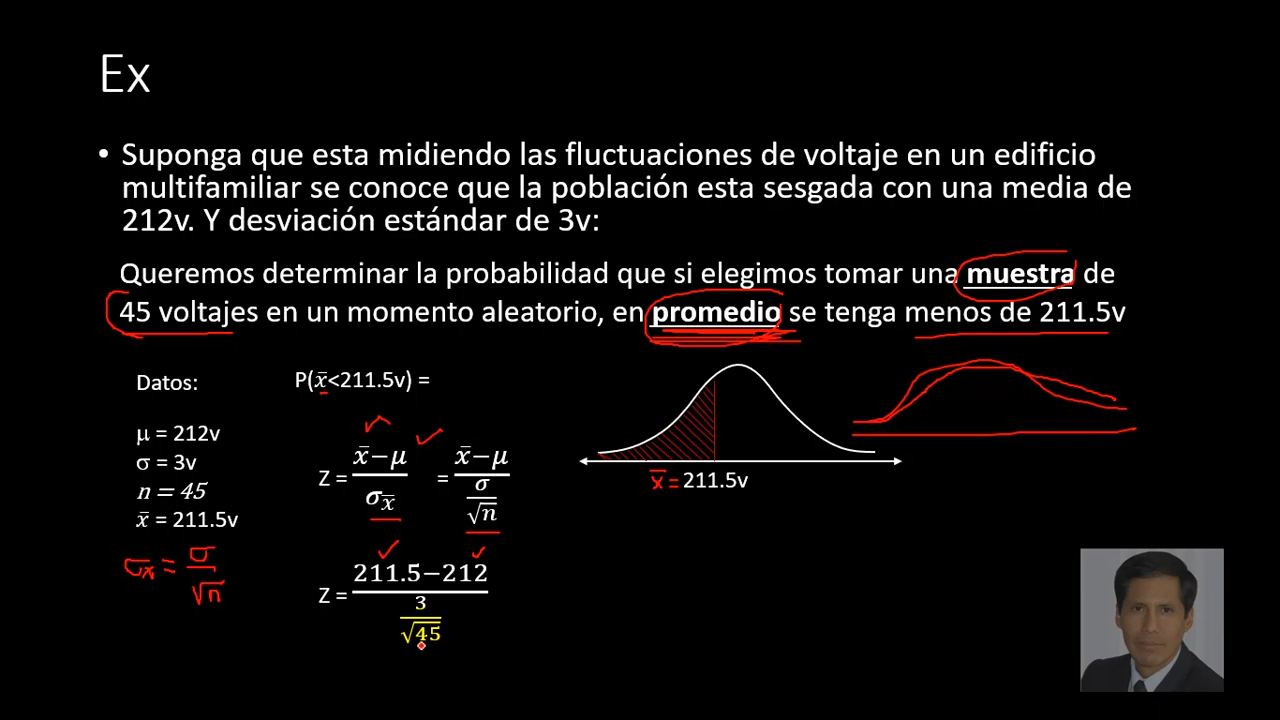 Ex
• Suponga que esta midiendo las fluctuaciones de voltaje en un edificio
multifamiliar se conoce que la población esta sesgada con una media de
212v. Y desviación estándar de 3v:
Queremos determinar la probabilidad que si elegimos tomar una muestra de
45 voltajes en un momento aleatorio, en promedio se tenga menos de 211.5v
Datos:
μ = 212v
σ = 3v
n = 45
x̄ = 211.5v
σx = σ/√n
P(x̄<211.5v) =
Z = (x̄−μ)/σx̄ = (x̄−μ)/(σ/√n)
Z = (211.5−212)/(3/√45)
x̄ = 211.5v